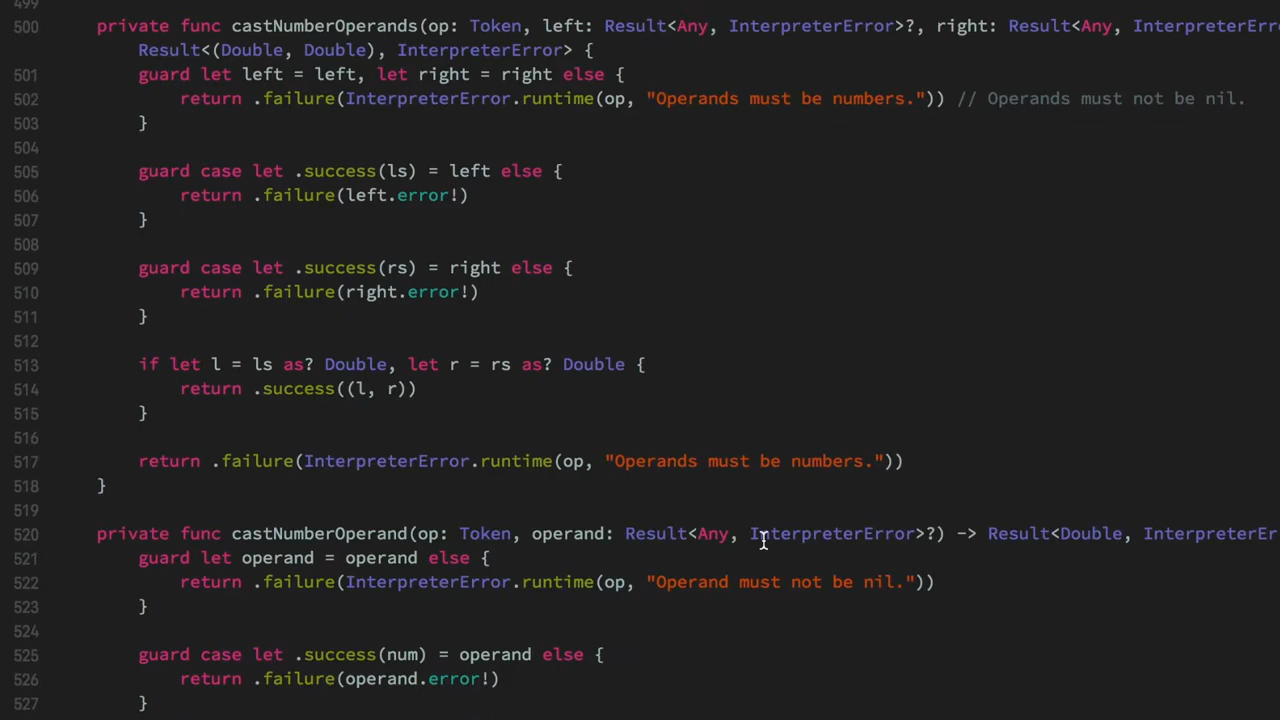 499
500 private func castNumberOperands(op: Token, left: Result<Any, InterpreterError>?, right: Result<Any, InterpreterErr
Result<(Double, Double), InterpreterError> {
501 guard let left = left, let right = right else {
502 return .failure(InterpreterError.runtime(op, "Operands must be numbers.")) // Operands must not be nil.
503 }
504
505 guard case let .success(ls) = left else {
506 return .failure(left.error!)
507 }
508
509 guard case let .success(rs) = right else {
510 return .failure(right.error!)
511 }
512
513 if let l = ls as? Double, let r = rs as? Double {
514 return .success((l, r))
515 }
516
517 return .failure(InterpreterError.runtime(op, "Operands must be numbers."))
518 }
519
520 private func castNumberOperand(op: Token, operand: Result<Any, InterpreterError>?) -> Result<Double, InterpreterEr
521 guard let operand = operand else {
522 return .failure(InterpreterError.runtime(op, "Operand must not be nil."))
523 }
524
525 guard case let .success(num) = operand else {
526 return .failure(operand.error!)
527 }